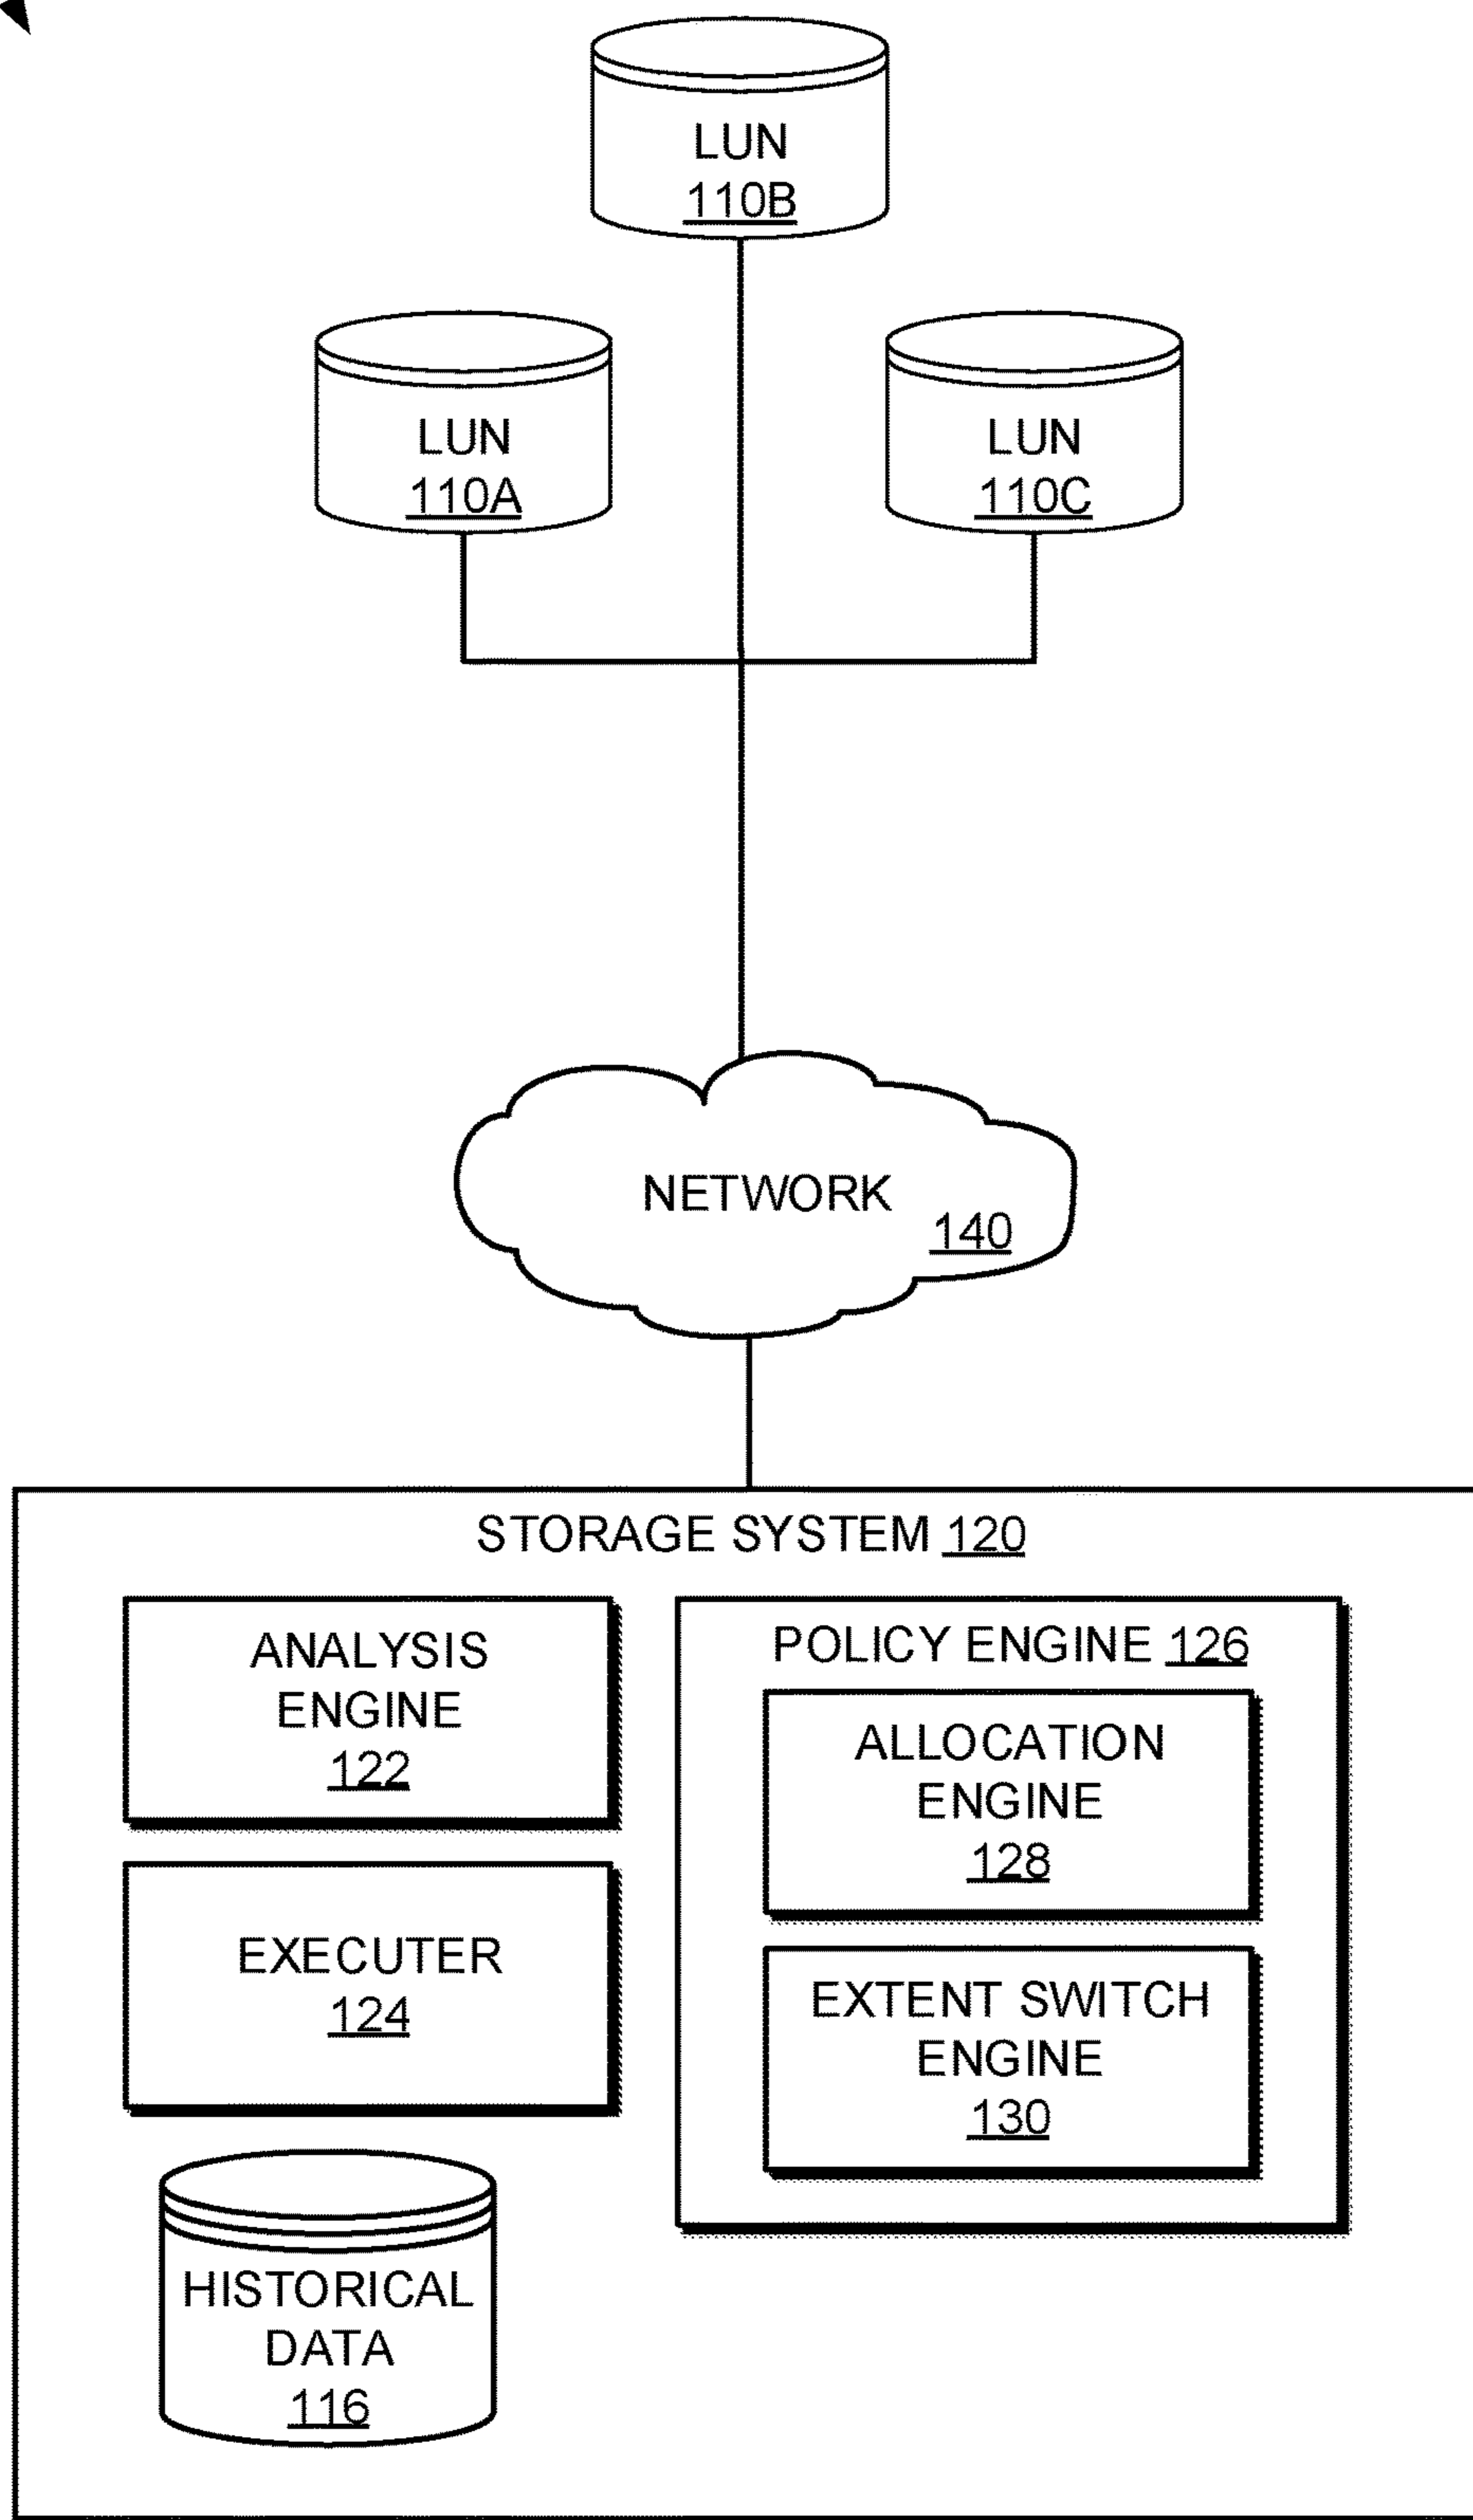 LUN
110B
LUN
110A
LUN
110C
NETWORK
140
STORAGE SYSTEM 120
ANALYSIS
ENGINE
122
EXECUTER
124
HISTORICAL
DATA
116
POLICY ENGINE 126
ALLOCATION
ENGINE
128
EXTENT SWITCH
ENGINE
130